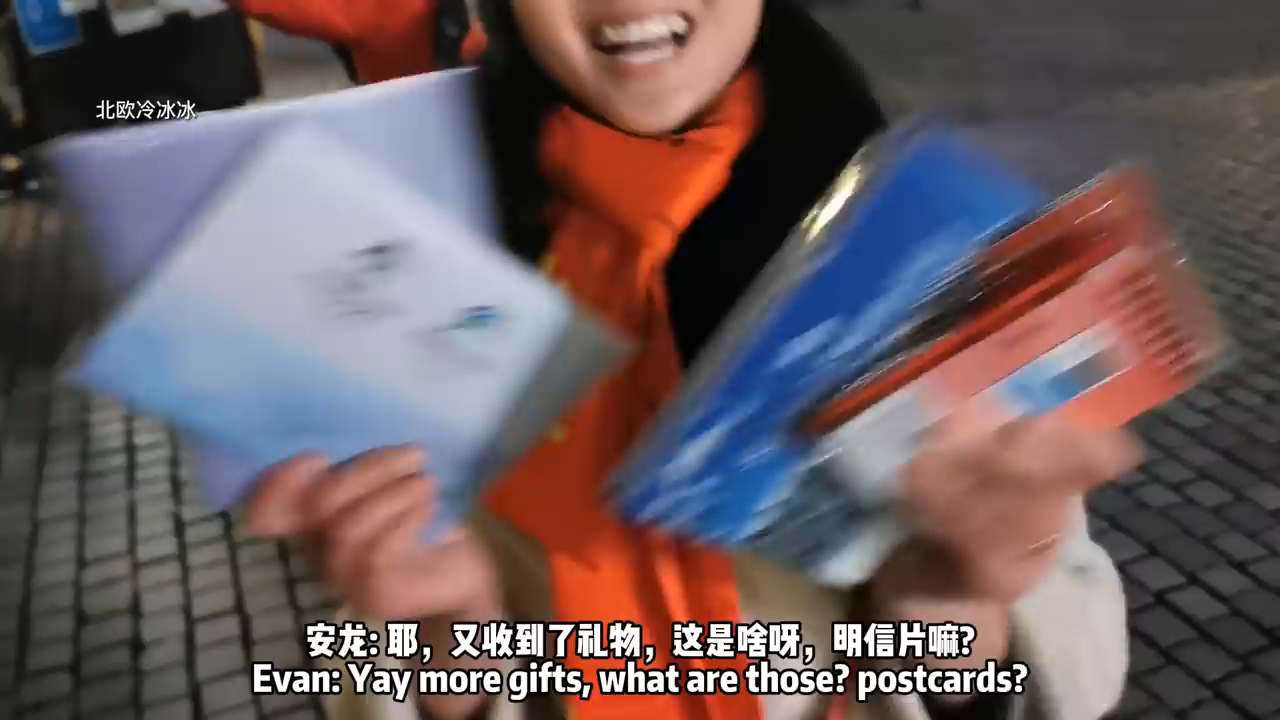 北欧冷冰冰
安龙: 耶，又收到了礼物，这是啥呀，明信片嘛?
Evan: Yay more gifts, what are those? postcards?